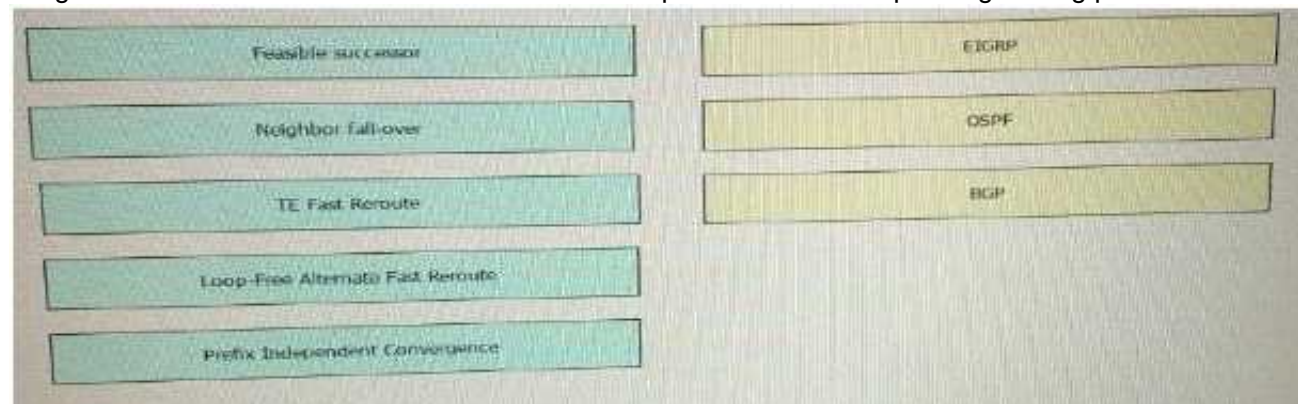 Feasible successor
EIGRP
Neighbor fall-over
OSPF
TE Fast Reroute
BGP
Loop-Free Alternate Fast Reroute
Prefix Independent Convergence